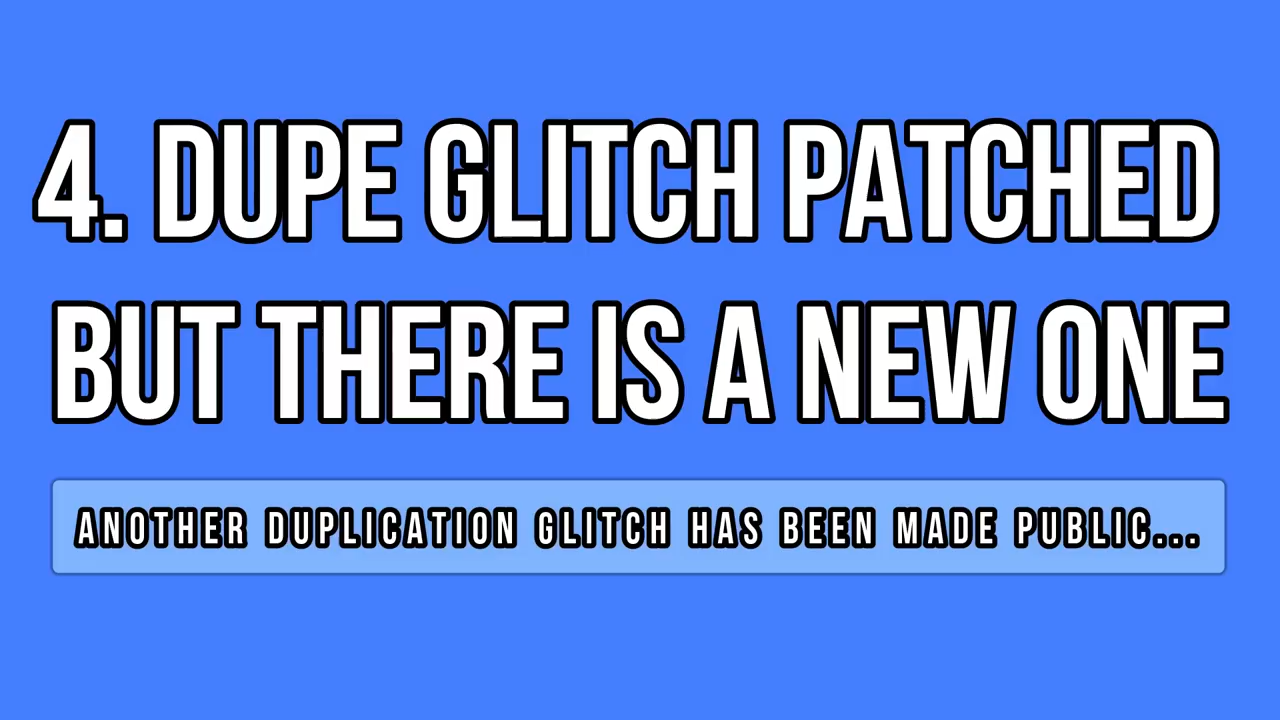 4. DUPE GLITCH PATCHED
BUT THERE IS A NEW ONE
ANOTHER DUPLICATION GLITCH HAS BEEN MADE PUBLIC...